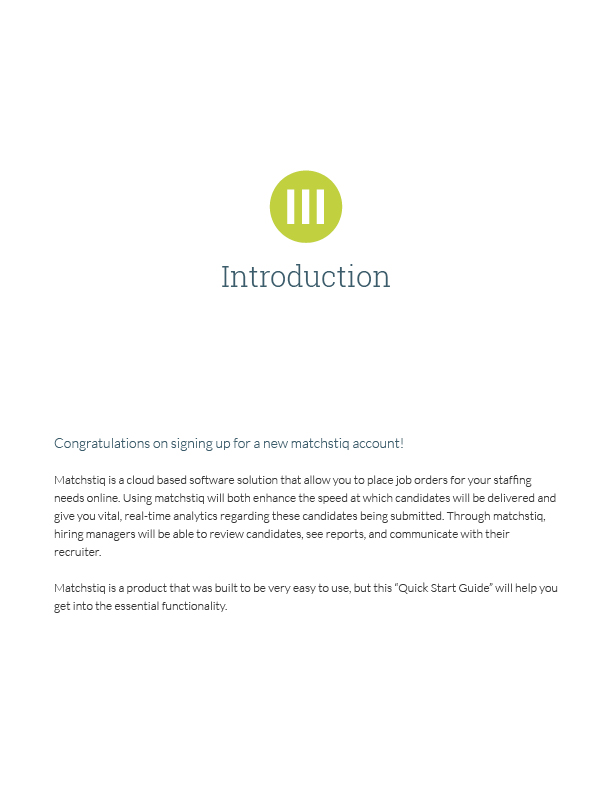 Introduction
Congratulations on signing up for a new matchstiq account!
Matchstiq is a cloud based software solution that allow you to place job orders for your staffing
needs online. Using matchstiq will both enhance the speed at which candidates will be delivered and
give you vital, real-time analytics regarding these candidates being submitted. Through matchstiq,
hiring managers will be able to review candidates, see reports, and communicate with their
recruiter.
Matchstiq is a product that was built to be very easy to use, but this “Quick Start Guide” will help you
get into the essential functionality.